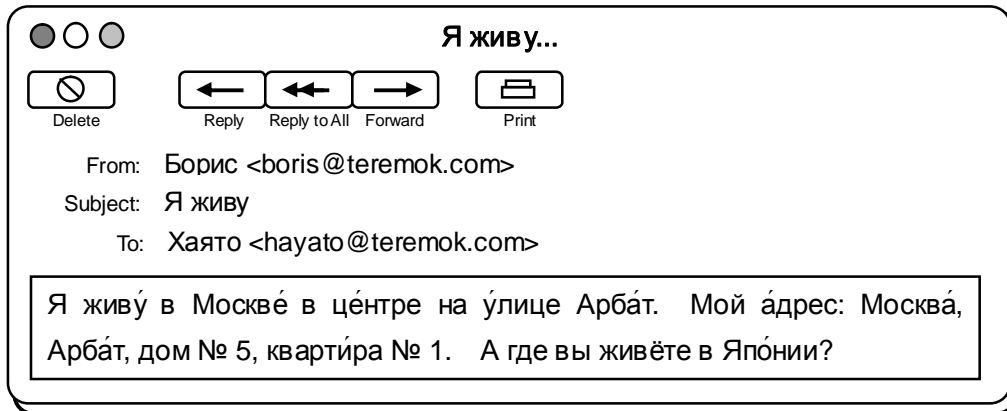 Я живу...
Delete
Reply
Reply to All
Forward
Print
From: Борис <boris@teremok.com>
Subject: Я живу
To: Хаято <hayato@teremok.com>
Я живу́ в Москве́ в це́нтре на у́лице Арба́т. Мой а́дрес: Москва́,
Арба́т, дом № 5, кварти́ра № 1. А где вы живёте в Япо́нии?